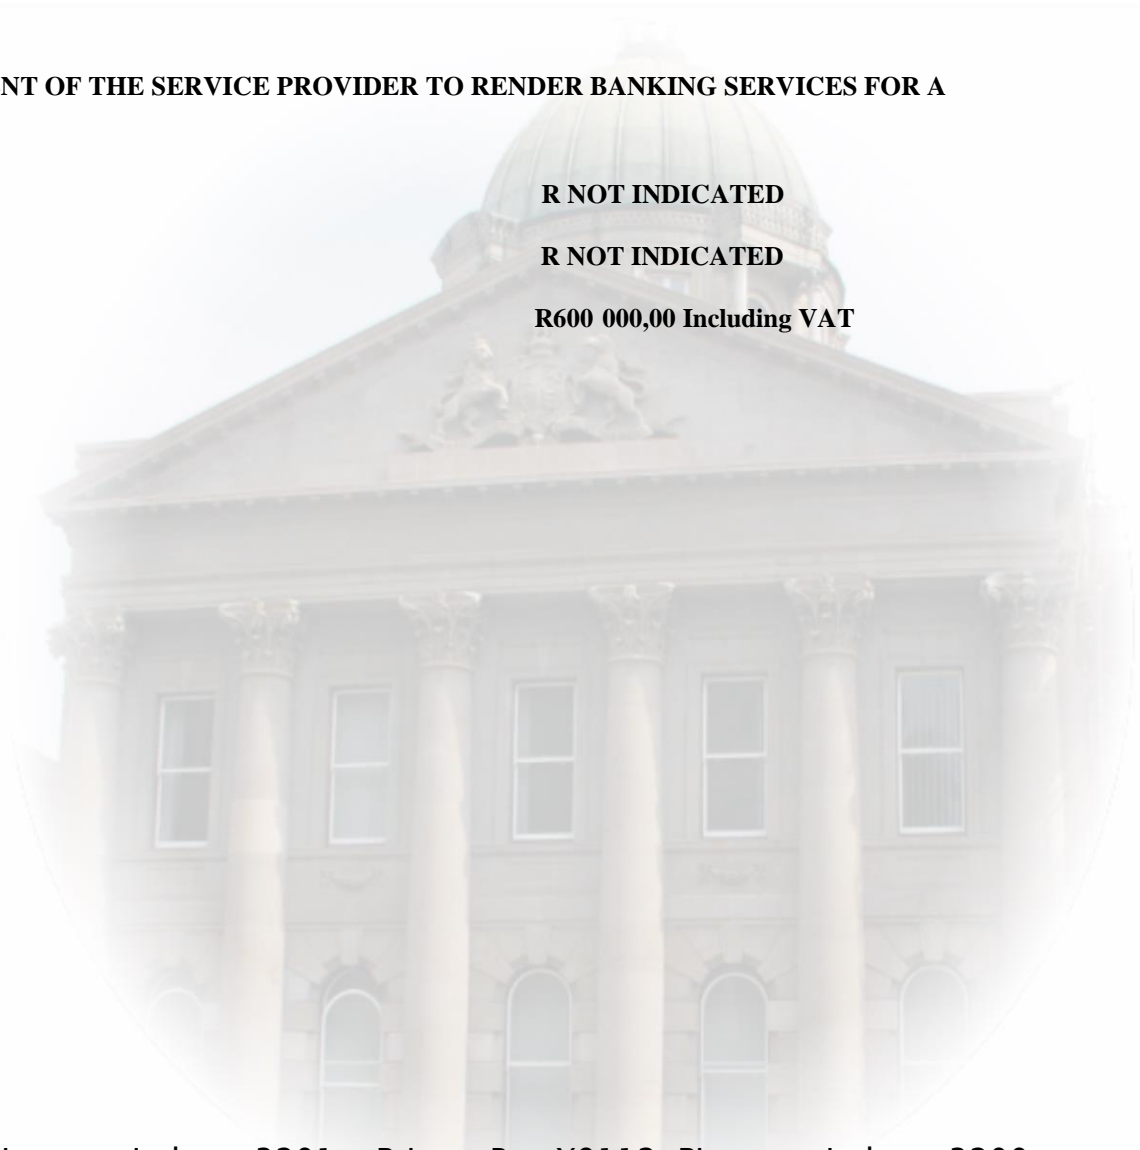 NT OF THE SERVICE PROVIDER TO RENDER BANKING SERVICES FOR A
R NOT INDICATED
R NOT INDICATED
R600 000,00 Including VAT